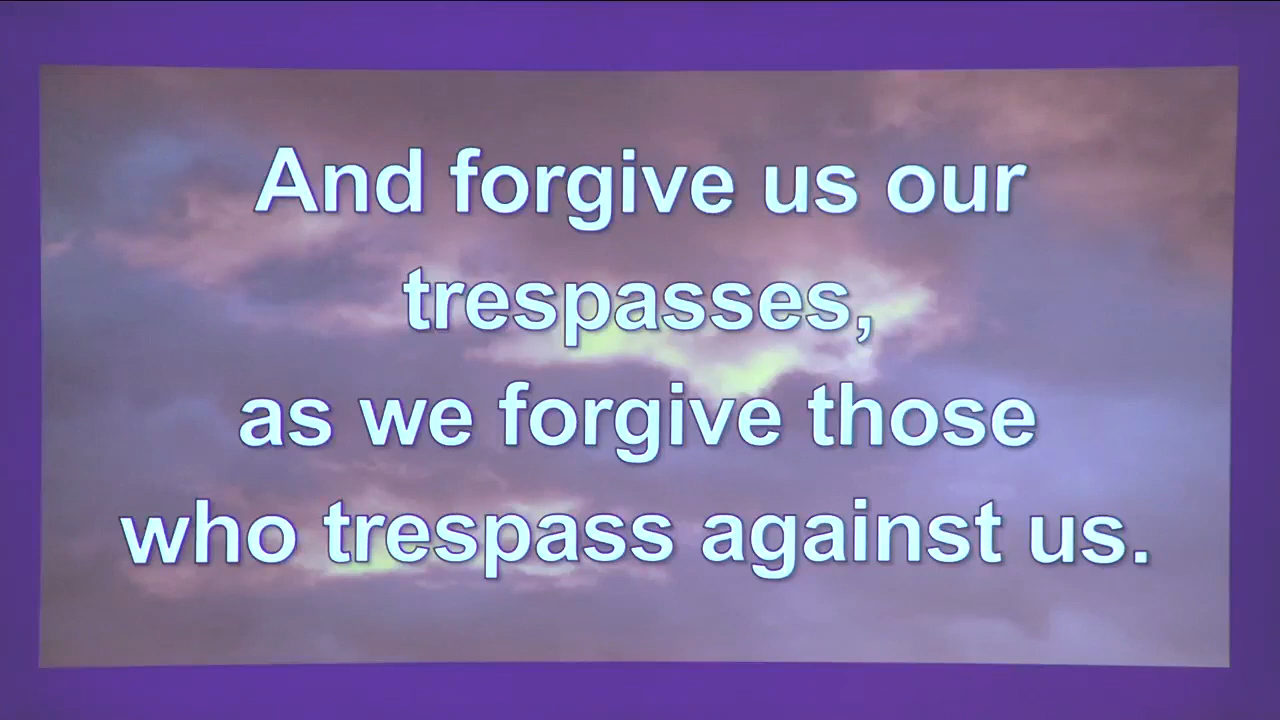 And forgive us our
trespasses,
as we forgive those
who trespass against us.